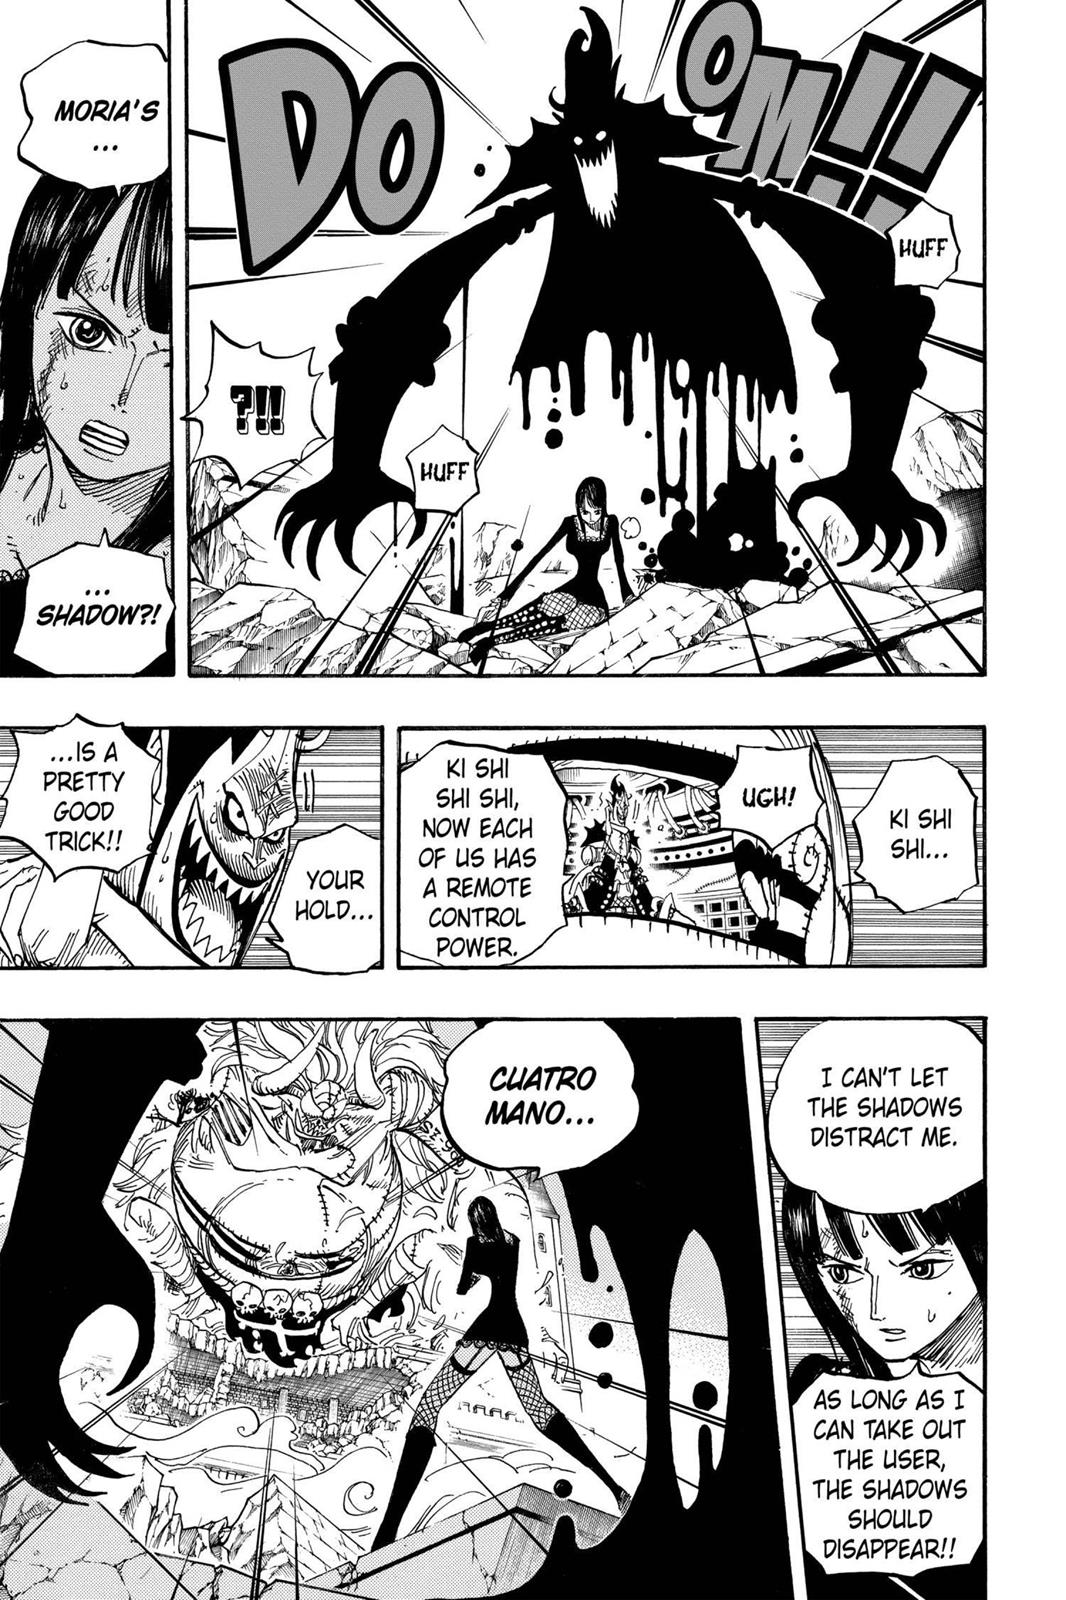 DOOM!!
HUFF
?!!
HUFF
MORIA'S
...
...
SHADOW?!
KI SHI
SHI...
UGH!
KI SHI
SHI SHI,
NOW EACH
OF US HAS
A REMOTE
CONTROL
POWER.
YOUR
HOLD...
...IS A
PRETTY
GOOD
TRICK!!
I CAN'T LET
THE SHADOWS
DISTRACT ME.
AS LONG AS I
CAN TAKE OUT
THE USER,
THE SHADOWS
SHOULD
DISAPPEAR!!
CUATRO
MANO...